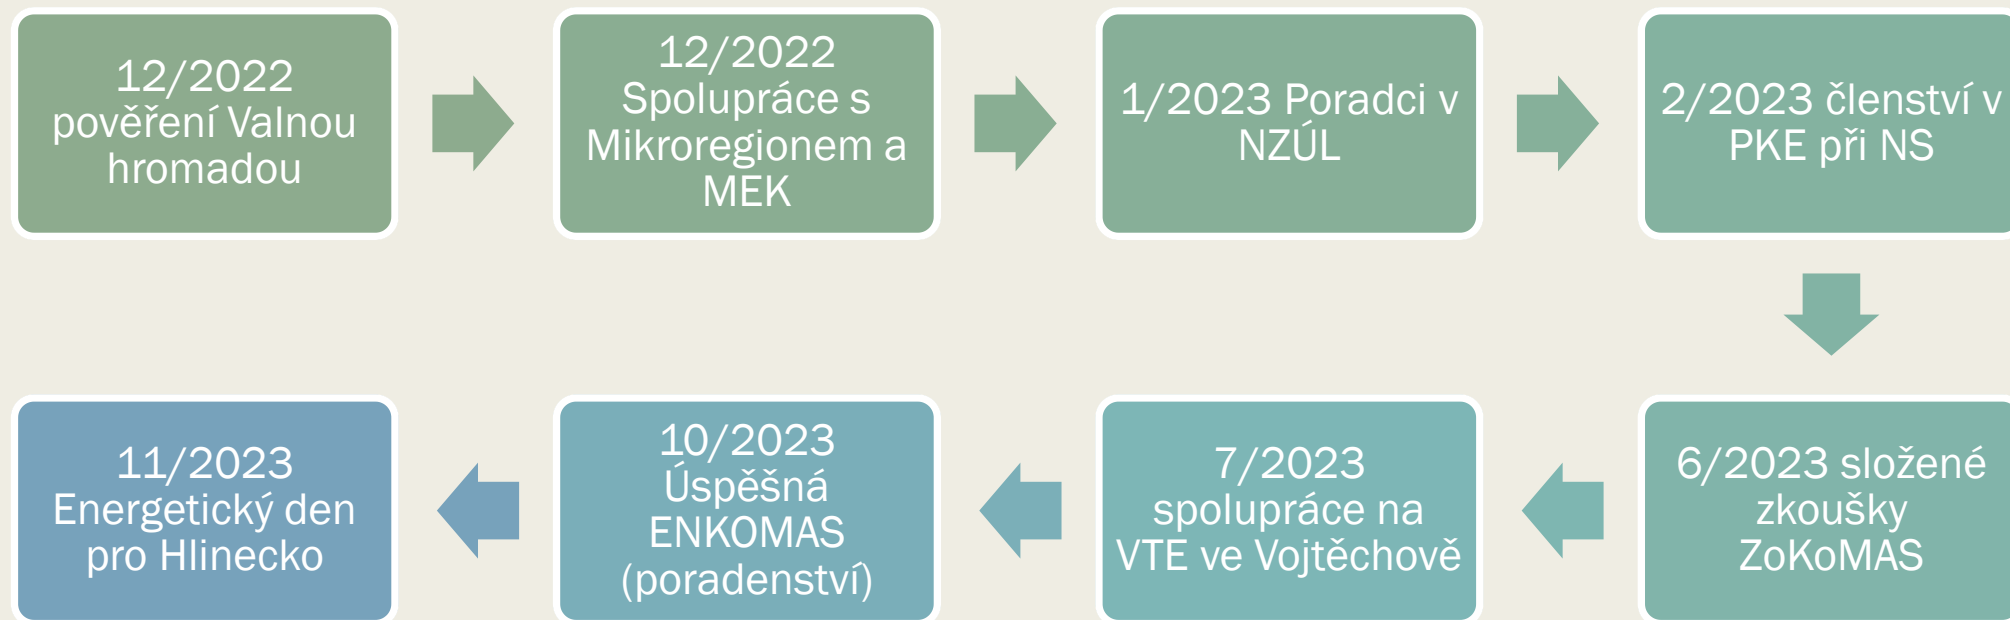 12/2022
pověření Valnou
hromadou
12/2022
Spolupráce s
Mikroregionem a
MEK
1/2023 Poradci v
NZÚL
2/2023 členství v
PKE při NS
6/2023 složené
zkoušky
ZoKoMAS
7/2023
spolupráce na
VTE ve Vojtěchově
10/2023
Úspěšná
ENKOMAS
(poradenství)
11/2023
Energetický den
pro Hlinecko